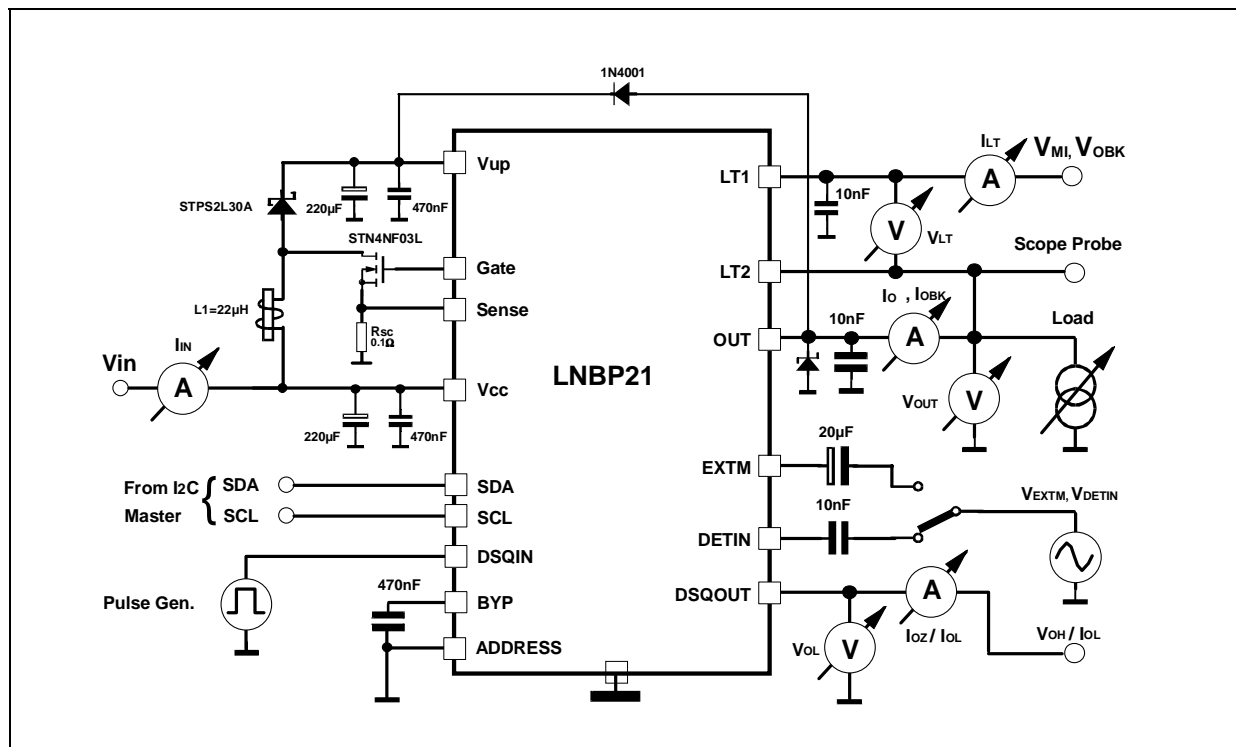 1N4001
Vup
220µF
470nF
STPS2L30A
STN4NF03L
Gate
Sense
L1=22µH
Rsc
0.1Ω
IIN
Vin
A
Vcc
220µF
470nF
From I2C
Master
{
SDA
SCL
SDA
SCL
DSQIN
Pulse Gen.
470nF
BYP
ADDRESS
LNBP21
LT1
10nF
ILT
A
VMI, VOBK
V
VLT
LT2
Scope Probe
OUT
10nF
IO , IOBK
A
Load
VOUT
V
EXTM
20µF
DETIN
10nF
VEXTM, VDETIN
DSQOUT
A
IOZ / IOL
VOL
V
VOH / IOL